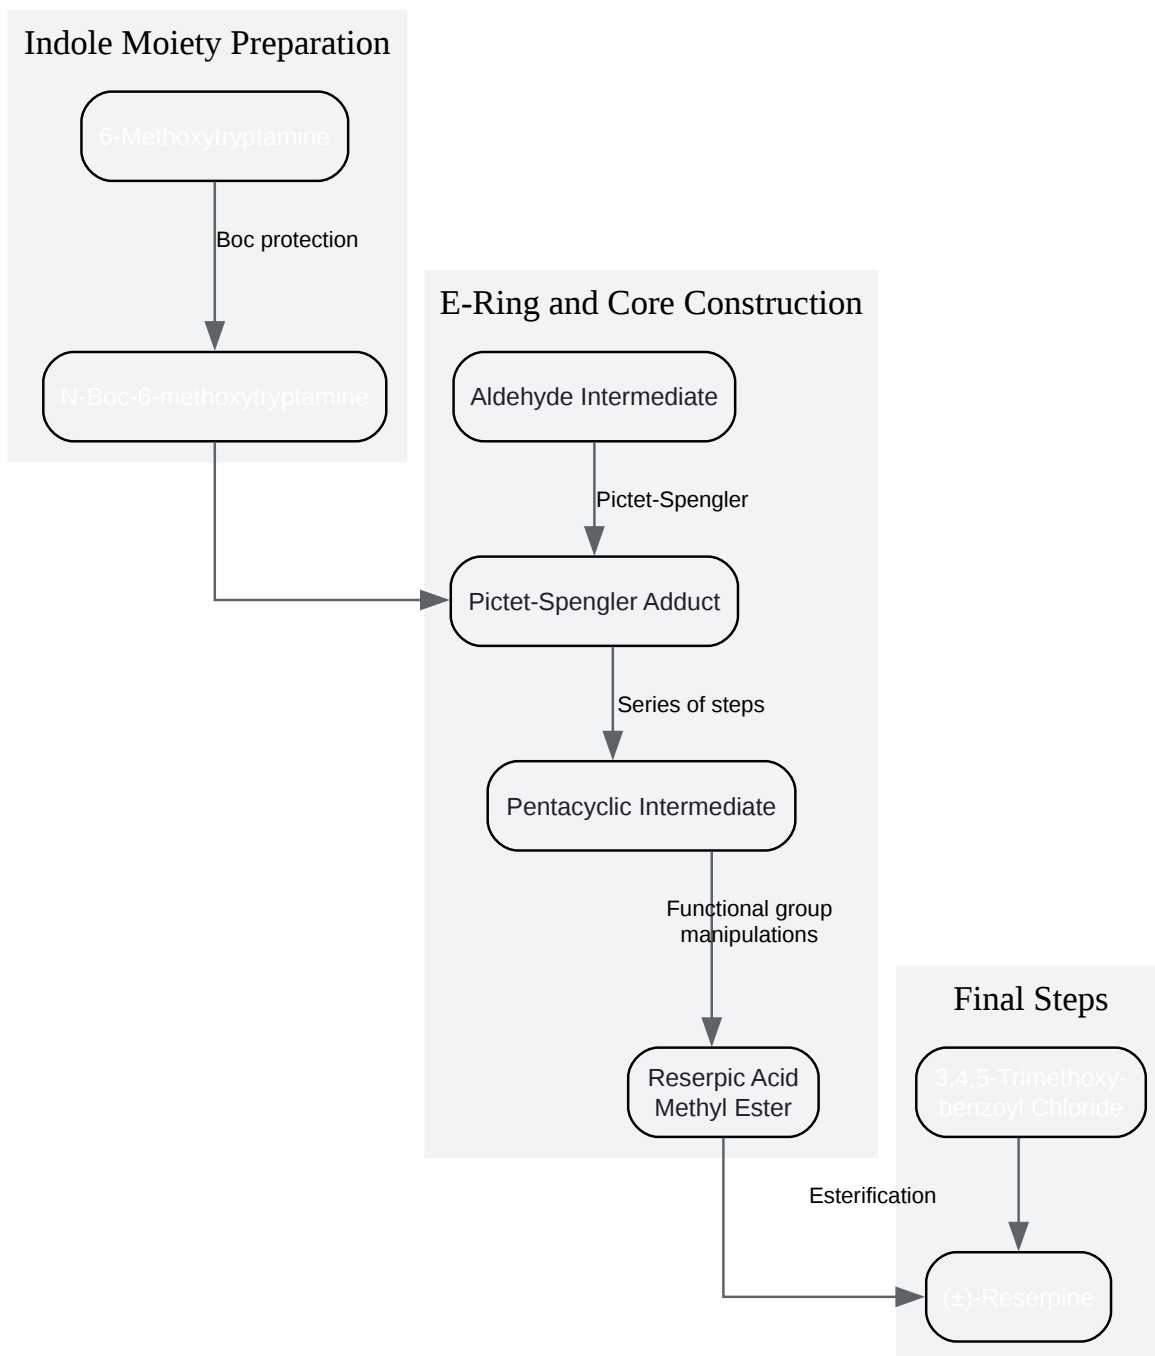 Indole Moiety Preparation
6-Methoxytryptamine
Boc protection
N-Boc-6-methoxytryptamine
E-Ring and Core Construction
Aldehyde Intermediate
Pictet-Spengler
Pictet-Spengler Adduct
Series of steps
Pentacyclic Intermediate
Functional group
manipulations
Reserpic Acid
Methyl Ester
Final Steps
3,4,5-Trimethoxy-
benzoyl Chloride
Esterification
(±)-Reserpine